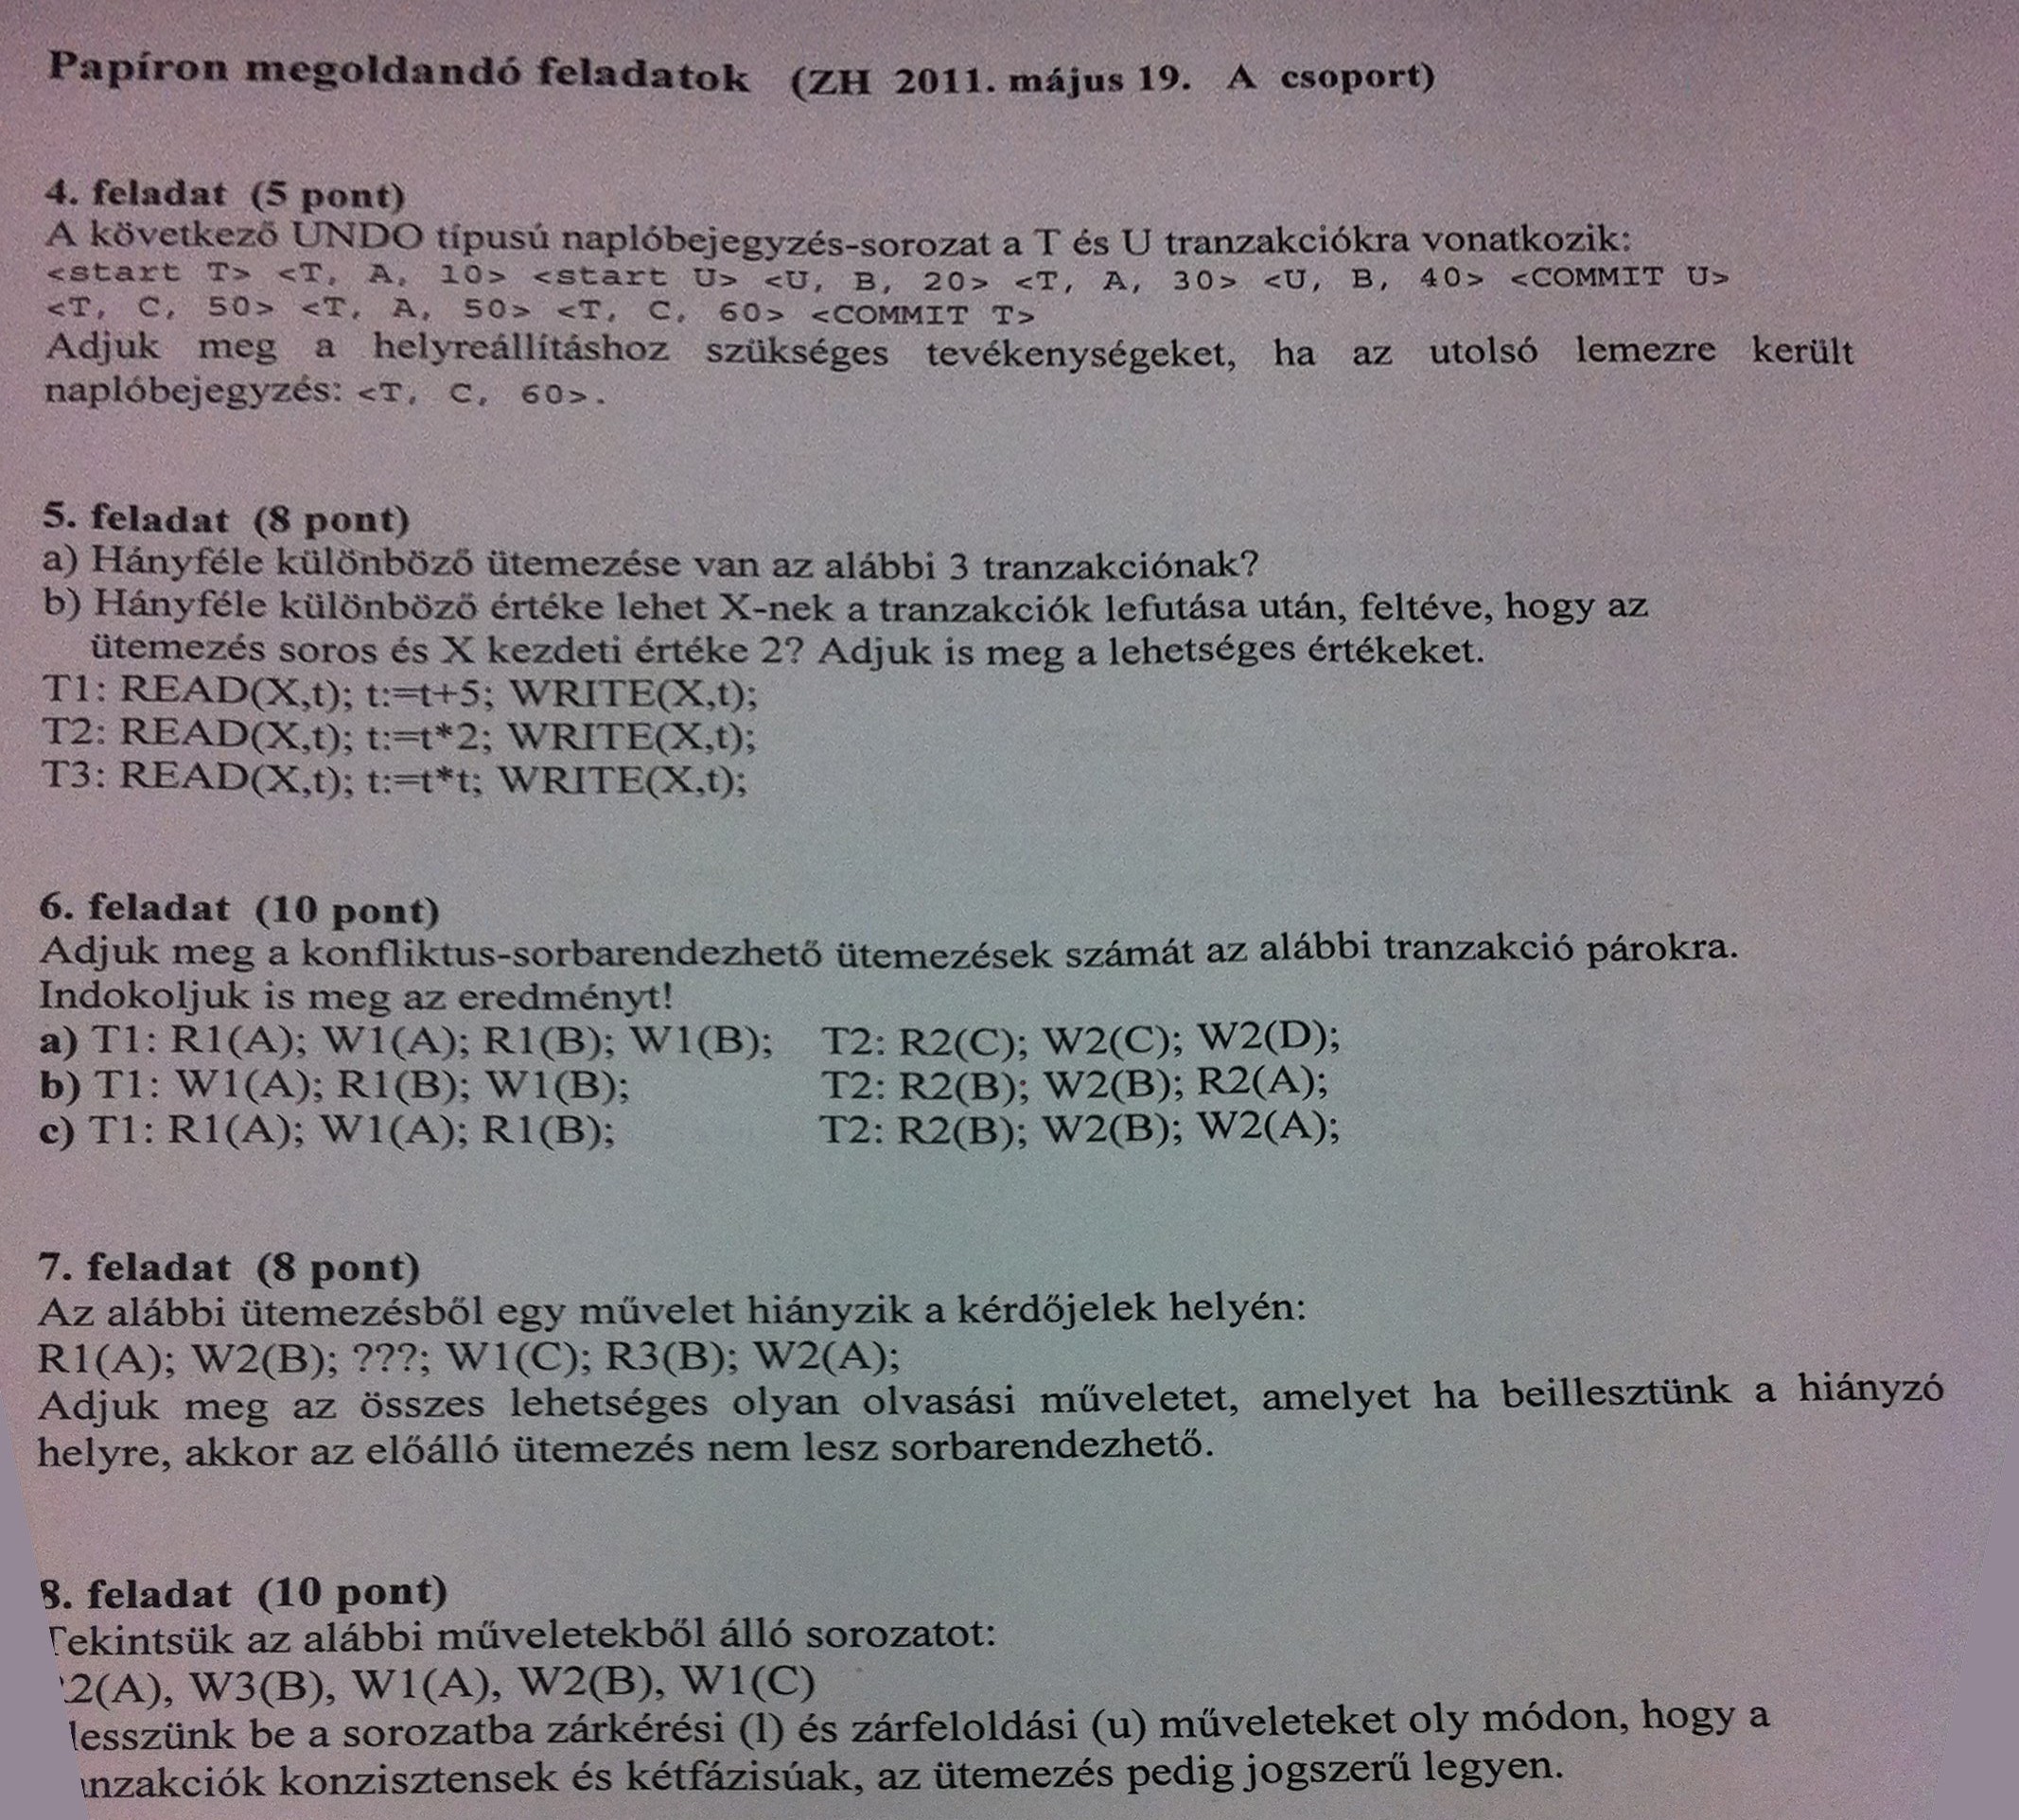 Papíron megoldandó feladatok (ZH 2011. május 19. A csoport)
4. feladat (5 pont)
A következő UNDO típusú naplóbejegyzés-sorozat a T és U tranzakciókra vonatkozik:
<start T> <T, A, 10> <start U> <U, B, 20> <T, A, 30> <U, B, 40> <COMMIT U>
<T, C, 50> <T, A, 50> <T, C, 60> <COMMIT T>
Adjuk meg a helyreállításhoz szükséges tevékenységeket, ha az utolsó lemezre került
naplóbejegyzés: <T, C, 60>.
5. feladat (8 pont)
a) Hányféle különböző ütemezése van az alábbi 3 tranzakciónak?
b) Hányféle különböző értéke lehet X-nek a tranzakciók lefutása után, feltéve, hogy az
ütemezés soros és X kezdeti értéke 2? Adjuk is meg a lehetséges értékeket.
T1: READ(X,t); t:=t+5; WRITE(X,t);
T2: READ(X,t); t:=t*2; WRITE(X,t);
T3: READ(X,t); t:=t*t; WRITE(X,t);
6. feladat (10 pont)
Adjuk meg a konfliktus-sorbarendezhető ütemezések számát az alábbi tranzakció párokra.
Indokoljuk is meg az eredményt!
a) T1: R1(A); W1(A); R1(B); W1(B); T2: R2(C); W2(C); W2(D);
b) T1: W1(A); R1(B); W1(B); T2: R2(B); W2(B); R2(A);
c) T1: R1(A); W1(A); R1(B); T2: R2(B); W2(B); W2(A);
7. feladat (8 pont)
Az alábbi ütemezésből egy művelet hiányzik a kérdőjelek helyén:
R1(A); W2(B); ???; W1(C); R3(B); W2(A);
Adjuk meg az összes lehetséges olyan olvasási műveletet, amelyet ha beillesztünk a hiányzó
helyre, akkor az előálló ütemezés nem lesz sorbarendezhető.
8. feladat (10 pont)
Tekintsük az alábbi műveletekből álló sorozatot:
2(A), W3(B), W1(A), W2(B), W1(C)
lesszünk be a sorozatba zárkérési (l) és zárfeloldási (u) műveleteket oly módon, hogy a
nzakciók konzisztensek és kétfázisúak, az ütemezés pedig jogszerű legyen.